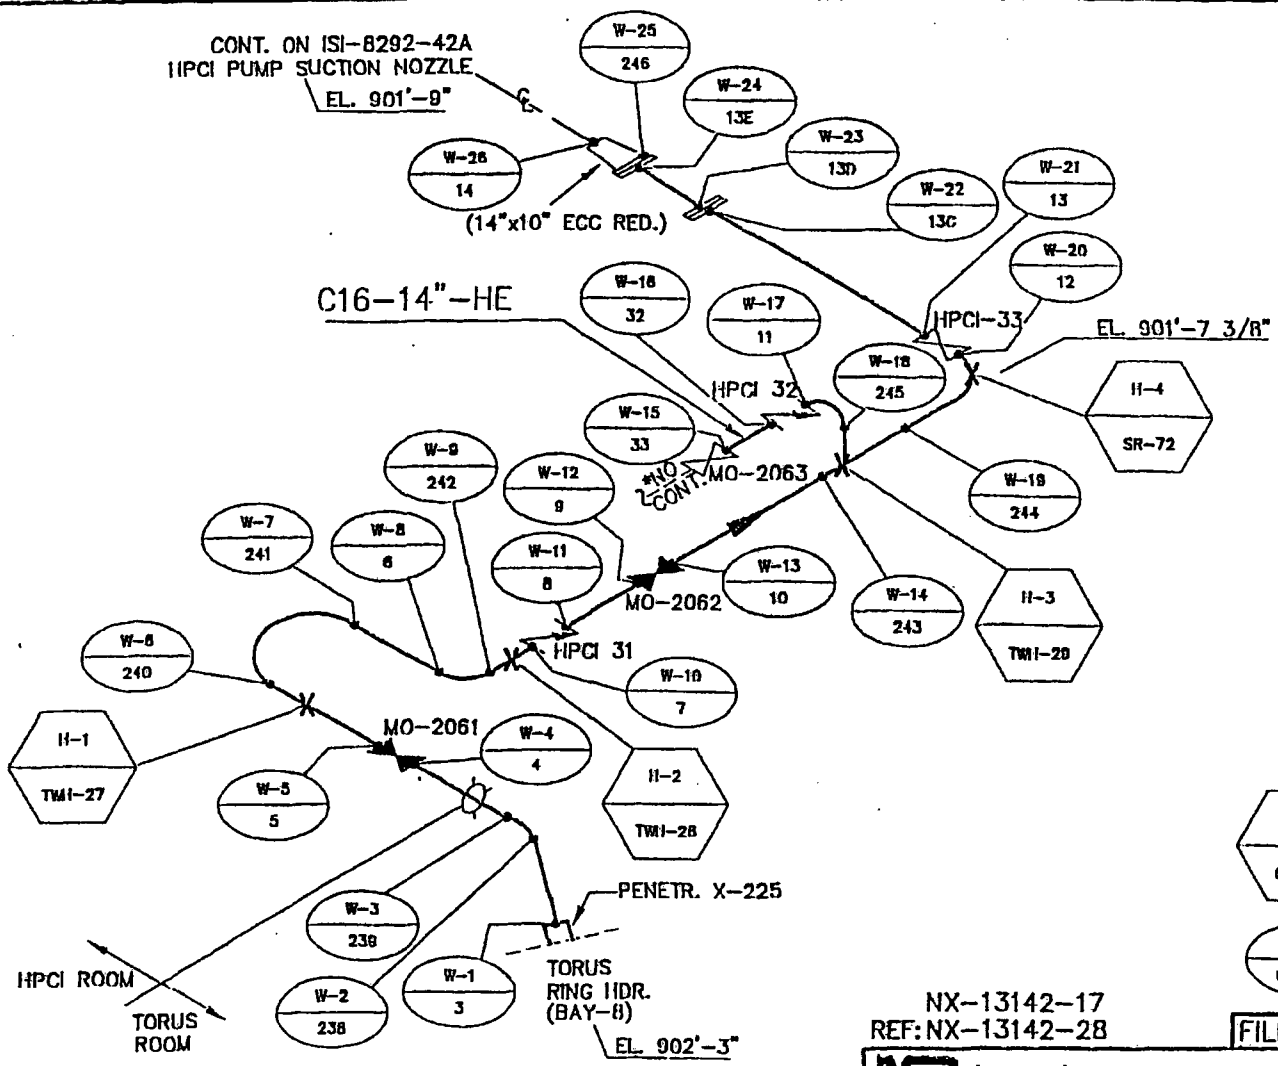 CONT. ON ISI-8292-42A
HPCI PUMP SUCTION NOZZLE
EL. 901'-9"
W-25
246
W-24
13E
W-23
13D
W-22
13C
W-21
13
W-20
12
W-26
14
(14"x10" ECC RED.)
C16-14"-HE
W-16
32
W-17
11
HPCI-33
EL. 901'-7 3/8"
HPCI 32
W-18
245
H-4
SR-72
W-15
33
*NO
CONT.
MO-2063
W-9
242
W-12
9
W-19
244
W-7
241
W-8
6
W-11
8
MO-2062
W-13
10
W-14
243
H-3
HPCI 31
W-6
240
W-10
7
MO-2061
W-4
4
H-1
TWH-27
H-2
TWH-28
W-5
5
PENETR. X-225
W-3
239
W-1
3
W-2
238
HPCI ROOM
TORUS
ROOM
TORUS
RING HDR.
(BAY-8)
EL. 902'-3"
NX-13142-17
REF: NX-13142-28